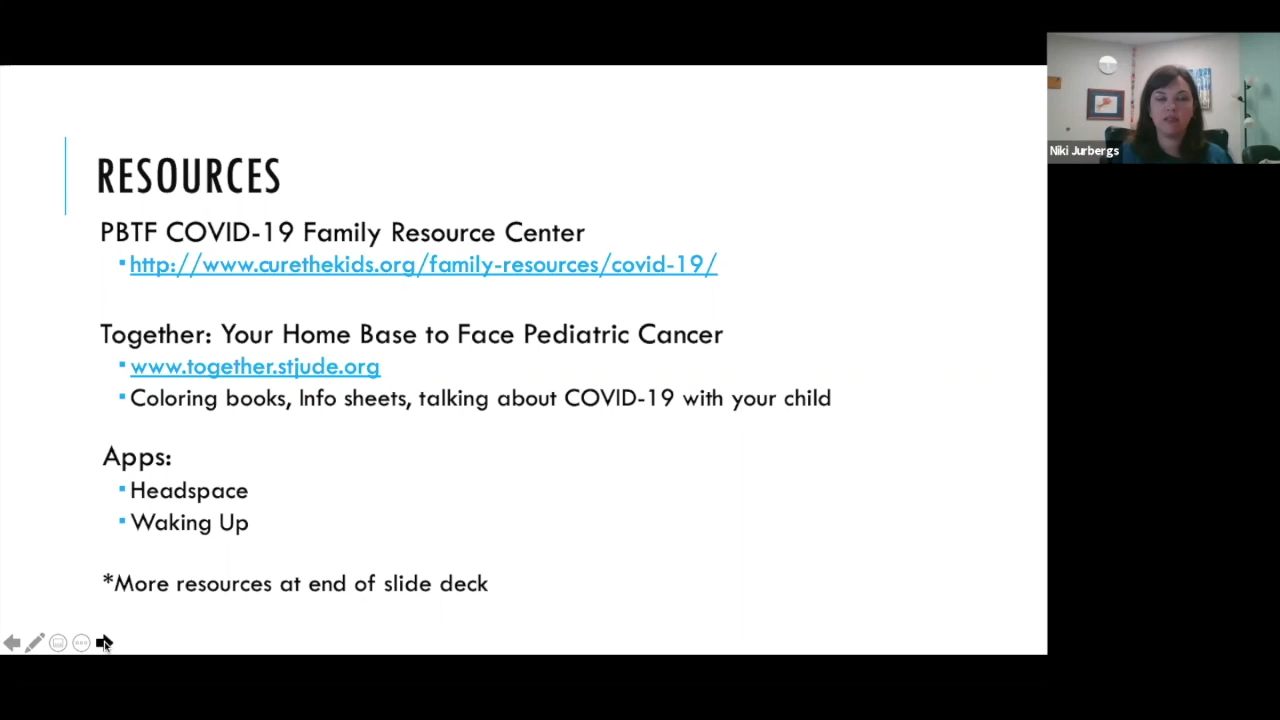 RESOURCES
PBTF COVID-19 Family Resource Center
http://www.curethekids.org/family-resources/covid-19/
Together: Your Home Base to Face Pediatric Cancer
www.together.stjude.org
Coloring books, Info sheets, talking about COVID-19 with your child
Apps:
Headspace
Waking Up
*More resources at end of slide deck
Niki Jurbergs